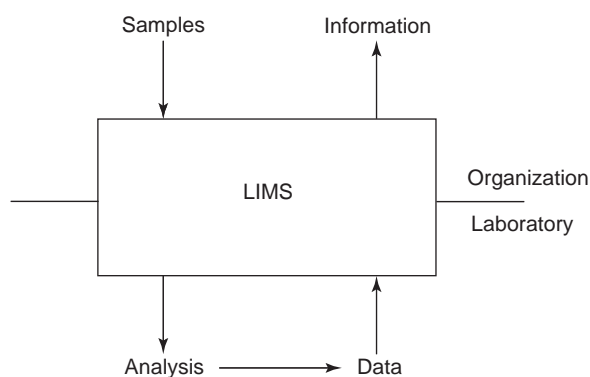 Samples
Information
LIMS
Organization
Laboratory
Analysis
Data